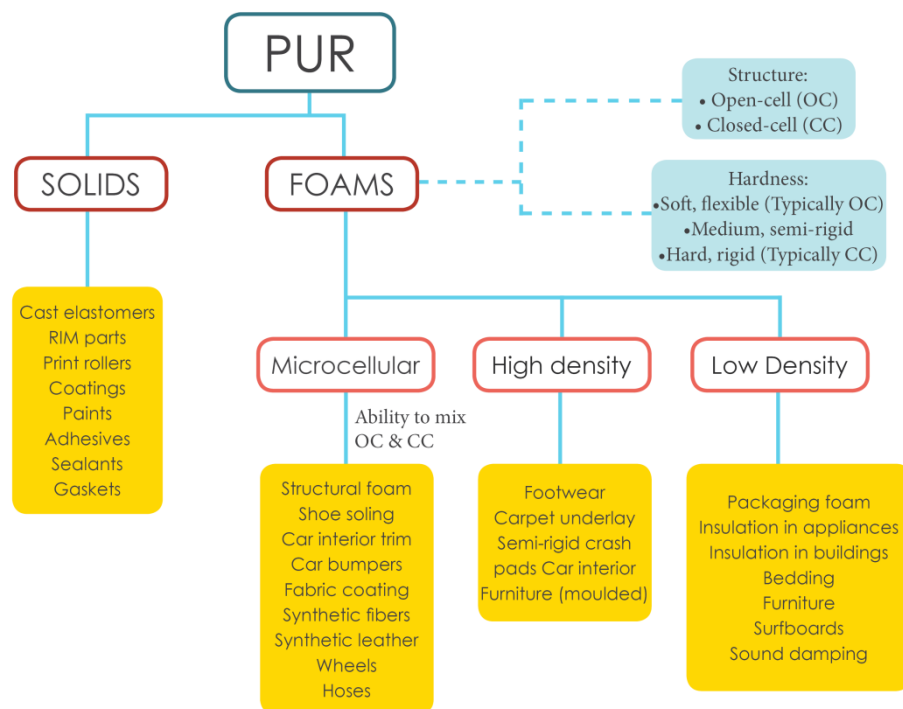 PUR
Structure:
• Open-cell (OC)
• Closed-cell (CC)
SOLIDS
FOAMS
Hardness:
•Soft, flexible (Typically OC)
•Medium, semi-rigid
•Hard, rigid (Typically CC)
Cast elastomers
RIM parts
Print rollers
Coatings
Paints
Adhesives
Sealants
Gaskets
Microcellular
High density
Low Density
Ability to mix
OC & CC
Structural foam
Shoe soling
Car interior trim
Car bumpers
Fabric coating
Synthetic fibers
Synthetic leather
Wheels
Hoses
Footwear
Carpet underlay
Semi-rigid crash
pads Car interior
Furniture (moulded)
Packaging foam
Insulation in appliances
Insulation in buildings
Bedding
Furniture
Surfboards
Sound damping